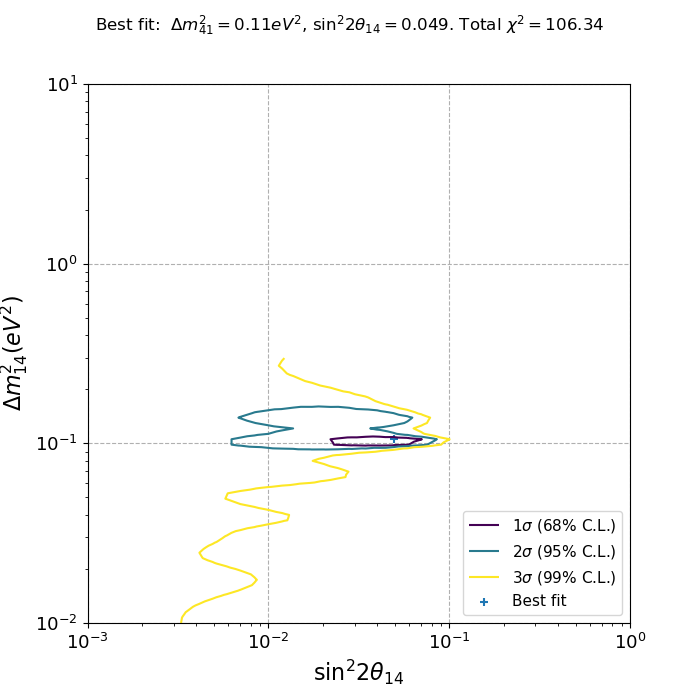 Best fit: Δm²₄₁ = 0.11eV², sin²2θ₁₄ = 0.049. Total χ² = 106.34
10¹
10⁰
10⁻¹
10⁻²
Δm²₁₄(eV²)
1σ (68% C.L.)
2σ (95% C.L.)
3σ (99% C.L.)
Best fit
10⁻³
10⁻²
10⁻¹
10⁰
sin²2θ₁₄